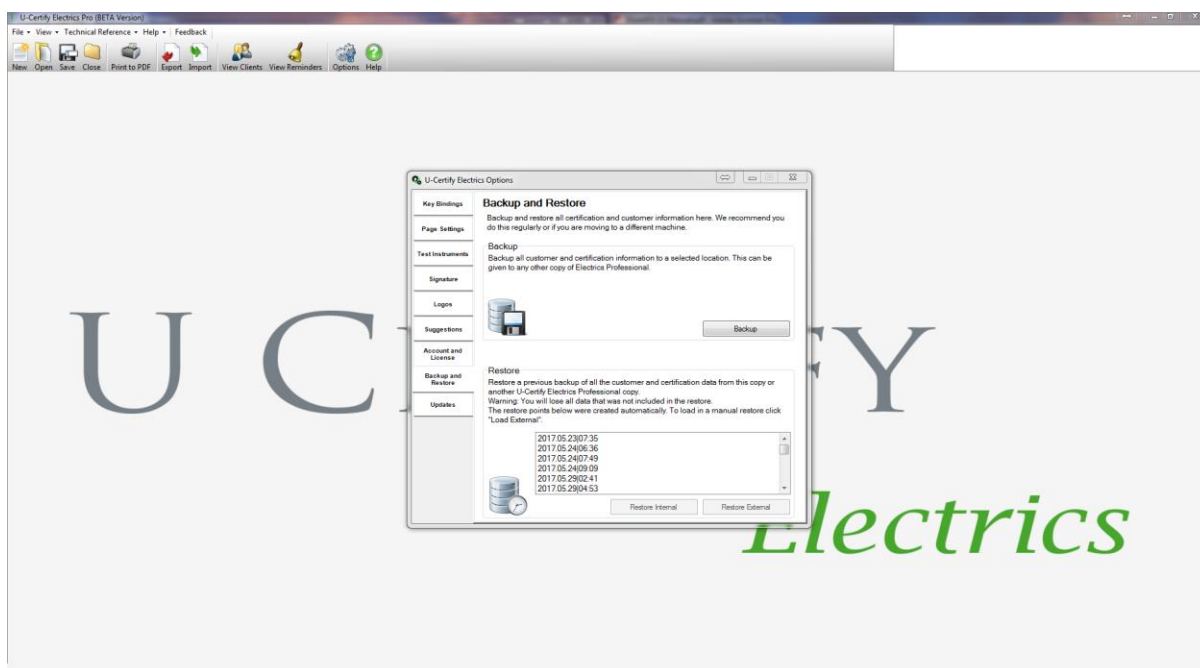 U-Certify Electrics Pro (BETA Version)
File View Technical Reference Help Feedback
New Open Save Close Print to PDF Export Import View Clients View Reminders Options Help
U-Certify Electrics Options
Key Bindings
Page Settings
Test Instruments
Signature
Logos
Suggestions
Account and
License
Backup and
Restore
Updates
Backup and Restore
Backup and restore all certification and customer information here. We recommend you
do this regularly or if you are moving to a different machine.
Backup
Backup all customer and certification information to a selected location. This can be
given to any other copy of Electrics Professional.
Backup
Restore
Restore a previous backup of all the customer and certification data from this copy or
another U-Certify Electrics Professional copy.
Warning: You will lose all data that was not included in the restore.
The restore points below were created automatically. To load in a manual restore click
"Load External".
2017.05.23|07:35
2017.05.24|06:36
2017.05.24|07:49
2017.05.24|09:09
2017.05.29|02:41
2017.05.29|04:53
Restore Internal Restore External
U C Y
Electrics